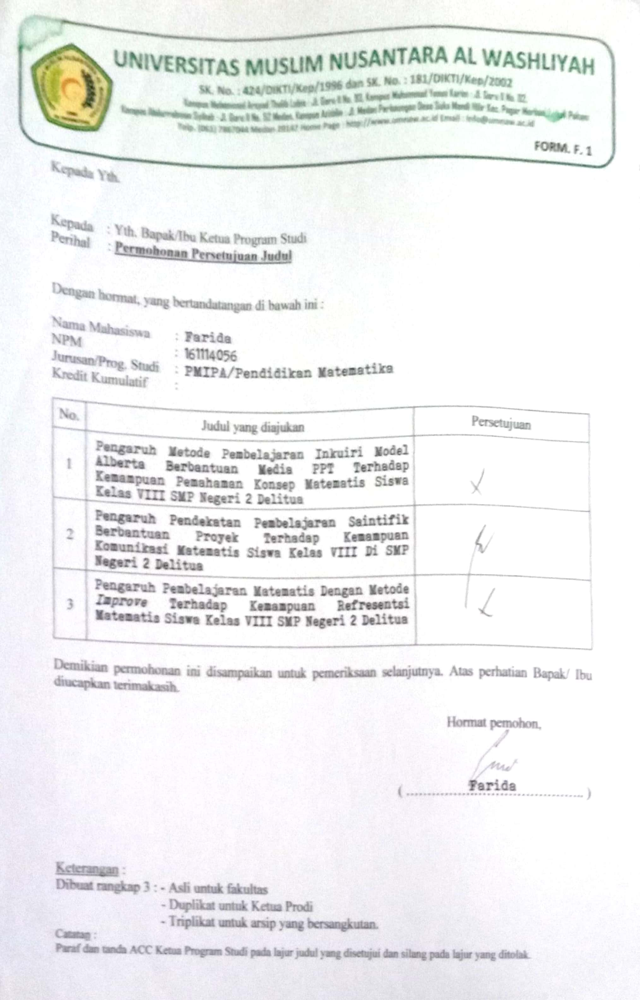 UNIVERSITAS MUSLIM NUSANTARA AL WASHLIYAH
SK. No. : 424/DIKTI/Kep/1996 dan SK. No. : 181/DIKTI/Kep/2002
Kampus Muhammad Arsyad Thalib Lubis : Jl. Garu II No. 93, Kampus Muhammad Yunus Karim : Jl. Garu II No. 02,
Kampus Abdurrahman Syihab : Jl. Garu II No. 52 Medan, Kampus Aziddin : Jl. Medan Perbaungan Desa Suka Mandi Hilir Kec. Pagar Pakam
Telp. (061) 7867044 Medan 20147 Home Page : http://www.umnaw.ac.id Email : info@umnaw.ac.id
FORM. F. 1
Kepada Yth.
Kepada : Yth. Bapak/Ibu Ketua Program Studi
Perihal : Permohonan Persetujuan Judul
Dengan hormat, yang bertandatangan di bawah ini :
Nama Mahasiswa : Farida
NPM : 161114056
Jurusan/Prog. Studi : PMIPA/Pendidikan Matematika
Kredit Kumulatif :
No. Judul yang diajukan Persetujuan
Pengaruh Metode Pembelajaran Inkuiri Model
1 Alberta Berbantuan Media PPT Terhadap
Kemampuan Pemahaman Konsep Matematis Siswa
Kelas VIII SMP Negeri 2 Delitua
Pengaruh Pendekatan Pembelajaran Saintifik
2 Berbantuan Proyek Terhadap Kemampuan
Komunikasi Matematis Siswa Kelas VIII Di SMP
Negeri 2 Delitua
Pengaruh Pembelajaran Matematis Dengan Metode
3 Improve Terhadap Kemampuan Refresentsi
Matematis Siswa Kelas VIII SMP Negeri 2 Delitua
Demikian permohonan ini disampaikan untuk pemeriksaan selanjutnya. Atas perhatian Bapak/ Ibu
diucapkan terimakasih.
Hormat pemohon,
( Farida )
Keterangan :
Dibuat rangkap 3 : - Asli untuk fakultas
- Duplikat untuk Ketua Prodi
- Triplikat untuk arsip yang bersangkutan.
Catatan :
Paraf dan tanda ACC Ketua Program Studi pada lajur judul yang disetujui dan silang pada lajur yang ditolak.